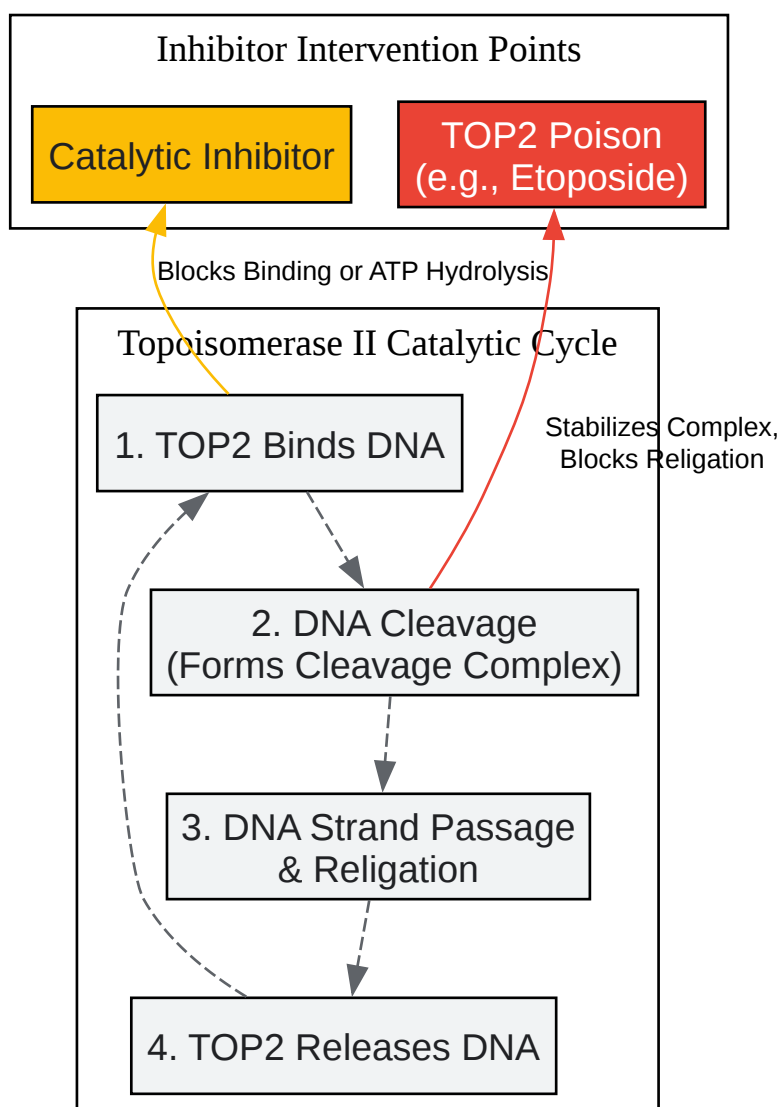 Inhibitor Intervention Points
Catalytic Inhibitor
TOP2 Poison
(e.g., Etoposide)
Blocks Binding or ATP Hydrolysis
Topoisomerase II Catalytic Cycle
Stabilizes Complex,
Blocks Religation
1. TOP2 Binds DNA
2. DNA Cleavage
(Forms Cleavage Complex)
3. DNA Strand Passage
& Religation
4. TOP2 Releases DNA